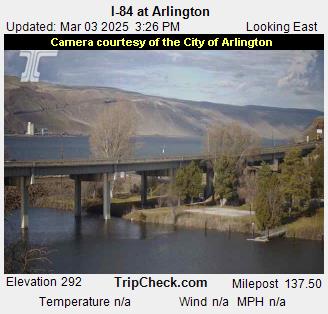 I-84 at Arlington
Updated: Mar 03 2025 3:26 PM Looking East
Camera courtesy of the City of Arlington
Elevation 292 TripCheck.com Milepost 137.50
Temperature n/a Wind n/a MPH n/a